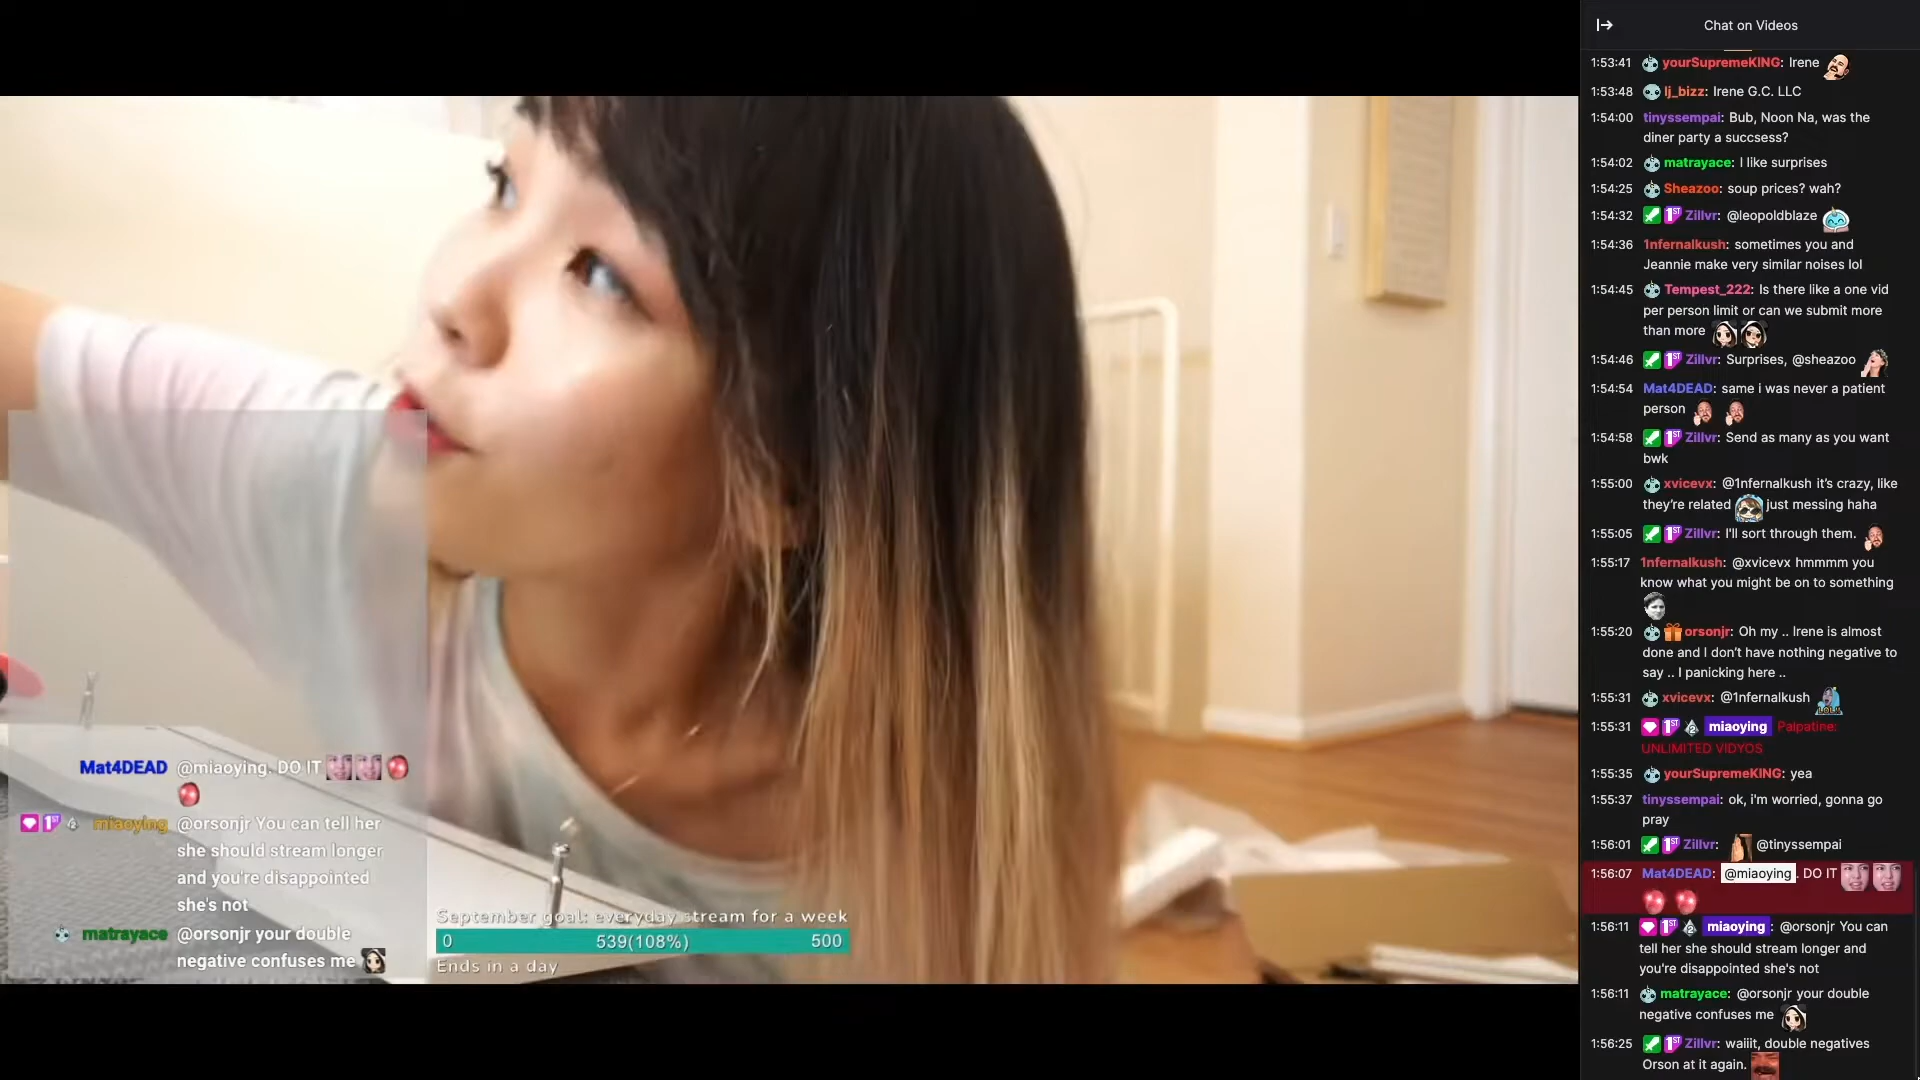 Mat4DEAD @miaoying. DO IT
miaoying @orsonjr You can tell her
she should stream longer
and you're disappointed
she's not
matrayace @orsonjr your double
negative confuses me
September goal: everyday stream for a week
0 539(108%) 500
Ends in a day
Chat on Videos
1:53:41 yourSupremeKING: Irene
1:53:48 lj_bizz: Irene G.C. LLC
1:54:00 tinyssempai: Bub, Noon Na, was the
diner party a succsess?
1:54:02 matrayace: I like surprises
1:54:25 Sheazoo: soup prices? wah?
1:54:32 1ST Zillvr: @leopoldblaze
1:54:36 1nfernalkush: sometimes you and
Jeannie make very similar noises lol
1:54:45 Tempest_222: Is there like a one vid
per person limit or can we submit more
than more
1:54:46 1ST Zillvr: Surprises, @sheazoo
1:54:54 Mat4DEAD: same i was never a patient
person
1:54:58 1ST Zillvr: Send as many as you want
bwk
1:55:00 xvicevx: @1nfernalkush it's crazy, like
they're related just messing haha
1:55:05 1ST Zillvr: I'll sort through them.
1:55:17 1nfernalkush: @xvicevx hmmmm you
know what you might be on to something
1:55:20 orsonjr: Oh my .. Irene is almost
done and I don't have nothing negative to
say .. I panicking here ..
1:55:31 xvicevx: @1nfernalkush
1:55:31 1ST 2 miaoying Palpatine:
UNLIMITED VIDYOS
1:55:35 yourSupremeKING: yea
1:55:37 tinyssempai: ok, i'm worried, gonna go
pray
1:56:01 1ST Zillvr: @tinyssempai
1:56:07 Mat4DEAD: @miaoying. DO IT
1:56:11 1ST 2 miaoying: @orsonjr You can
tell her she should stream longer and
you're disappointed she's not
1:56:11 matrayace: @orsonjr your double
negative confuses me
1:56:25 1ST Zillvr: waiiit, double negatives
Orson at it again.